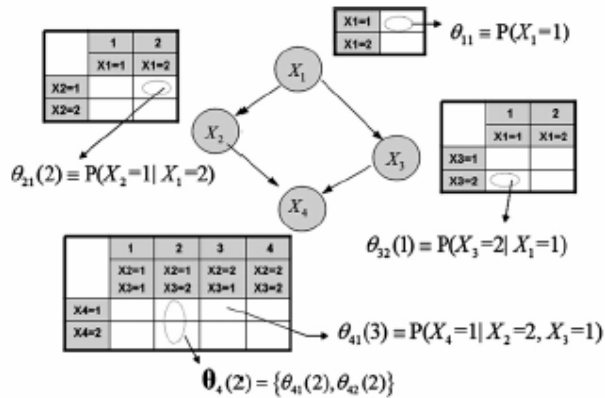 X1=1
X1=2
θ₁₁ ≡ P(X₁=1)
1 2
X1=1 X1=2
X2=1
X2=2
X₁
X₂
X₃
X₄
1 2
X1=1 X1=2
X3=1
X3=2
θ₂₁(2) ≡ P(X₂=1| X₁=2)
θ₃₂(1) ≡ P(X₃=2| X₁=1)
1 2 3 4
X2=1 X2=1 X2=2 X2=2
X3=1 X3=2 X3=1 X3=2
X4=1
X4=2
θ₄₁(3) ≡ P(X₄=1| X₂=2, X₃=1)
θ₄(2) = {θ₄₁(2), θ₄₂(2)}